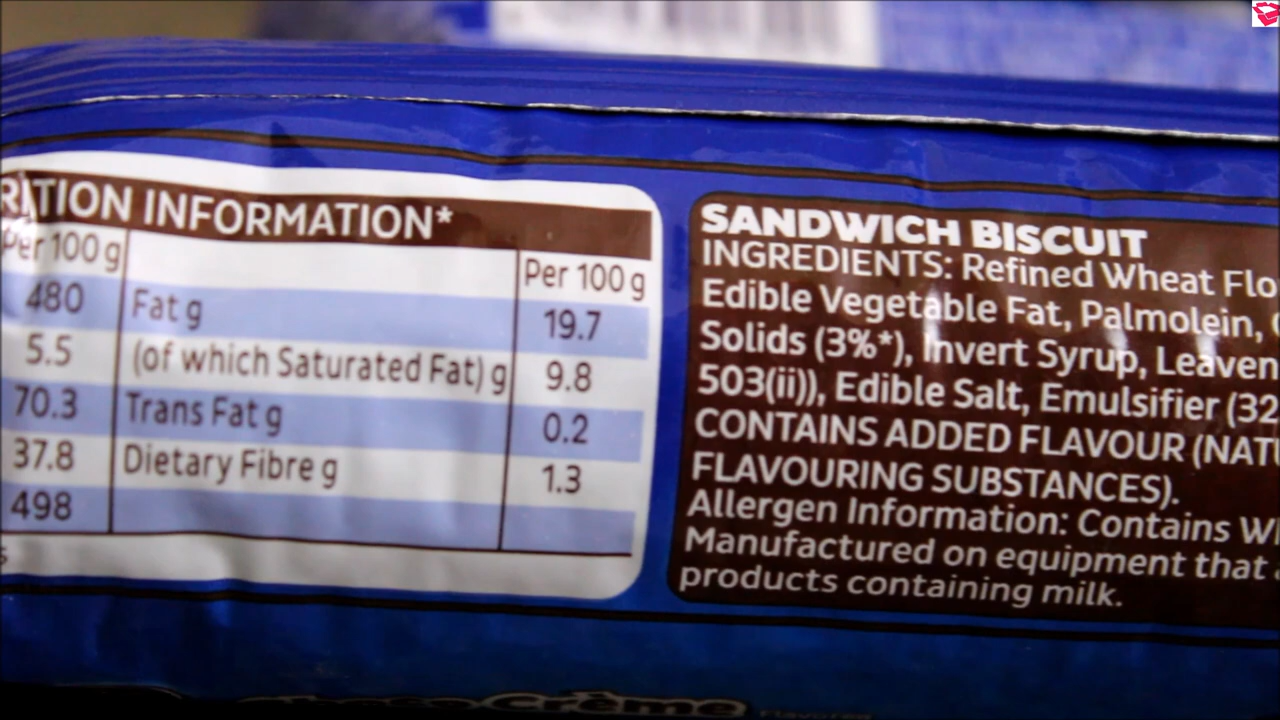 RITION INFORMATION*
Per 100 g
Per 100 g
480 Fat g 19.7
5.5 (of which Saturated Fat) g 9.8
70.3 Trans Fat g 0.2
37.8 Dietary Fibre g 1.3
498
SANDWICH BISCUIT
INGREDIENTS: Refined Wheat Flo
Edible Vegetable Fat, Palmolein,
Solids (3%*), Invert Syrup, Leaven
503(ii)), Edible Salt, Emulsifier (32
CONTAINS ADDED FLAVOUR (NATU
FLAVOURING SUBSTANCES).
Allergen Information: Contains W
Manufactured on equipment that
products containing milk.
Crème